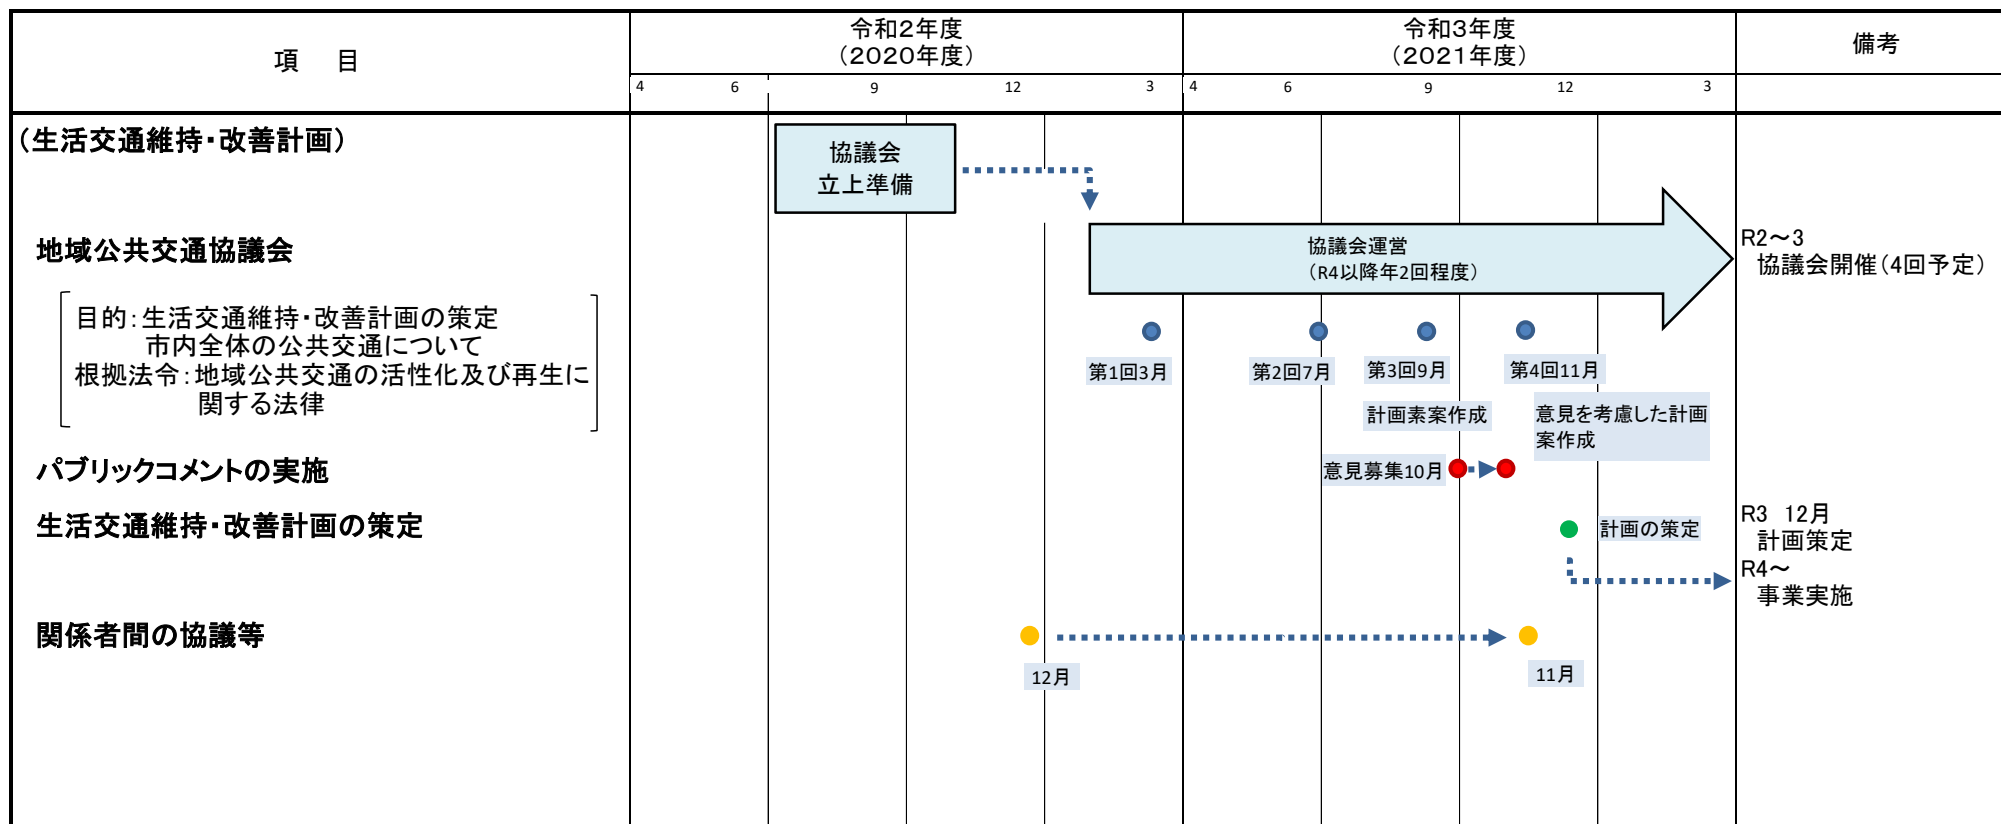 項　目
令和2年度
（2020年度）
令和3年度
（2021年度）
備考
4 6 9 12 3 4 6 9 12 3
（生活交通維持・改善計画）
協議会
立上準備
地域公共交通協議会
協議会運営
（R4以降年2回程度）
R2～3
協議会開催（4回予定）
目的：生活交通維持・改善計画の策定
市内全体の公共交通について
根拠法令：地域公共交通の活性化及び再生に
関する法律
第1回3月 第2回7月 第3回9月 第4回11月
計画素案作成
意見を考慮した計画
案作成
パブリックコメントの実施
意見募集10月
生活交通維持・改善計画の策定
計画の策定
R3　12月
計画策定
R4～
事業実施
関係者間の協議等
12月
11月